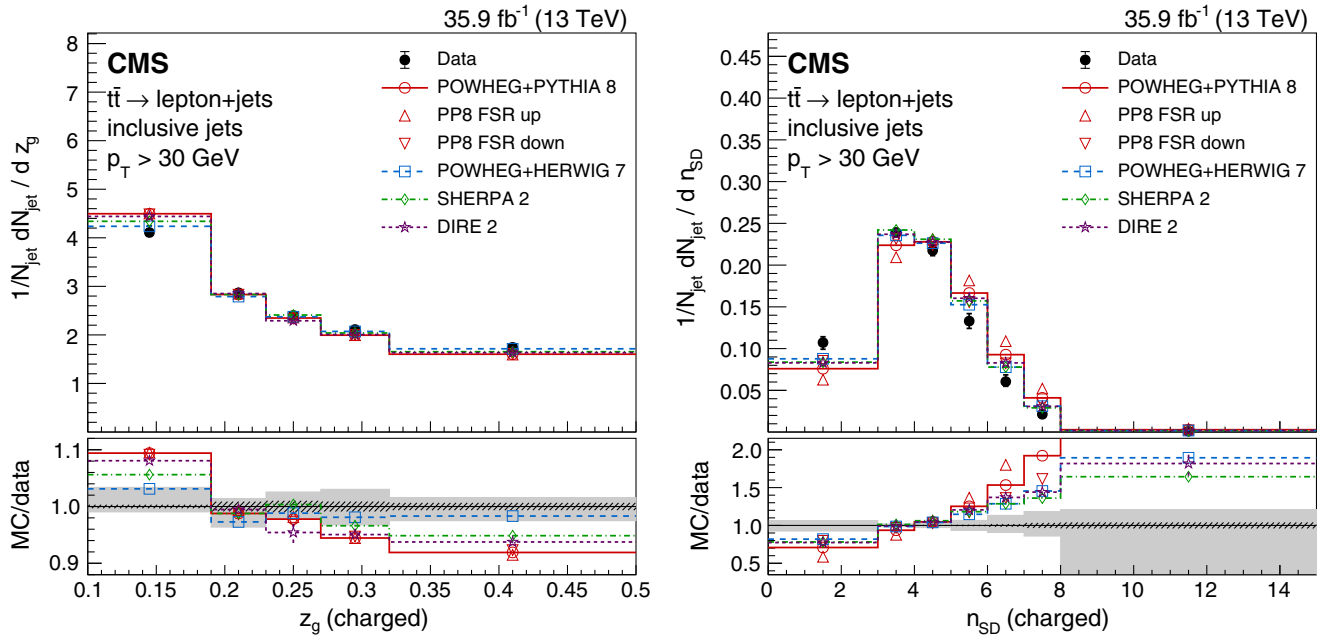 35.9 fb⁻¹ (13 TeV)
CMS
tt̄ → lepton+jets
inclusive jets
p_T > 30 GeV
Data
POWHEG+PYTHIA 8
PP8 FSR up
PP8 FSR down
POWHEG+HERWIG 7
SHERPA 2
DIRE 2
1/N_jet dN_jet / d z_g
8
7
6
5
4
3
2
1
MC/data
1.1
1.0
0.9
0.1 0.15 0.2 0.25 0.3 0.35 0.4 0.45 0.5
z_g (charged)
35.9 fb⁻¹ (13 TeV)
CMS
tt̄ → lepton+jets
inclusive jets
p_T > 30 GeV
Data
POWHEG+PYTHIA 8
PP8 FSR up
PP8 FSR down
POWHEG+HERWIG 7
SHERPA 2
DIRE 2
1/N_jet dN_jet / d n_SD
0.45
0.40
0.35
0.30
0.25
0.20
0.15
0.10
0.05
MC/data
2.0
1.5
1.0
0.5
0 2 4 6 8 10 12 14
n_SD (charged)